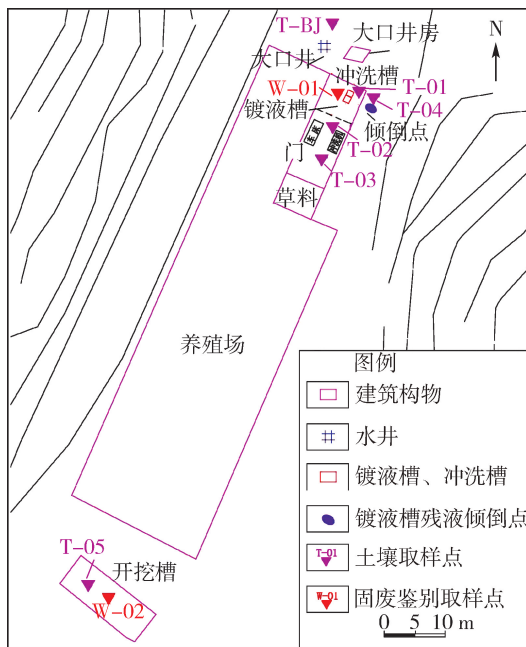 T-BJ
大口井房
大口井
N
冲洗槽
T-01
W-01
T-04
镀液槽
倾倒点
T-02
门
T-03
草料
养殖场
图例
建筑构物
水井
镀液槽、冲洗槽
镀液槽残液倾倒点
T-01 土壤取样点
W-01 固废鉴别取样点
T-05
开挖槽
W-02
0 5 10 m